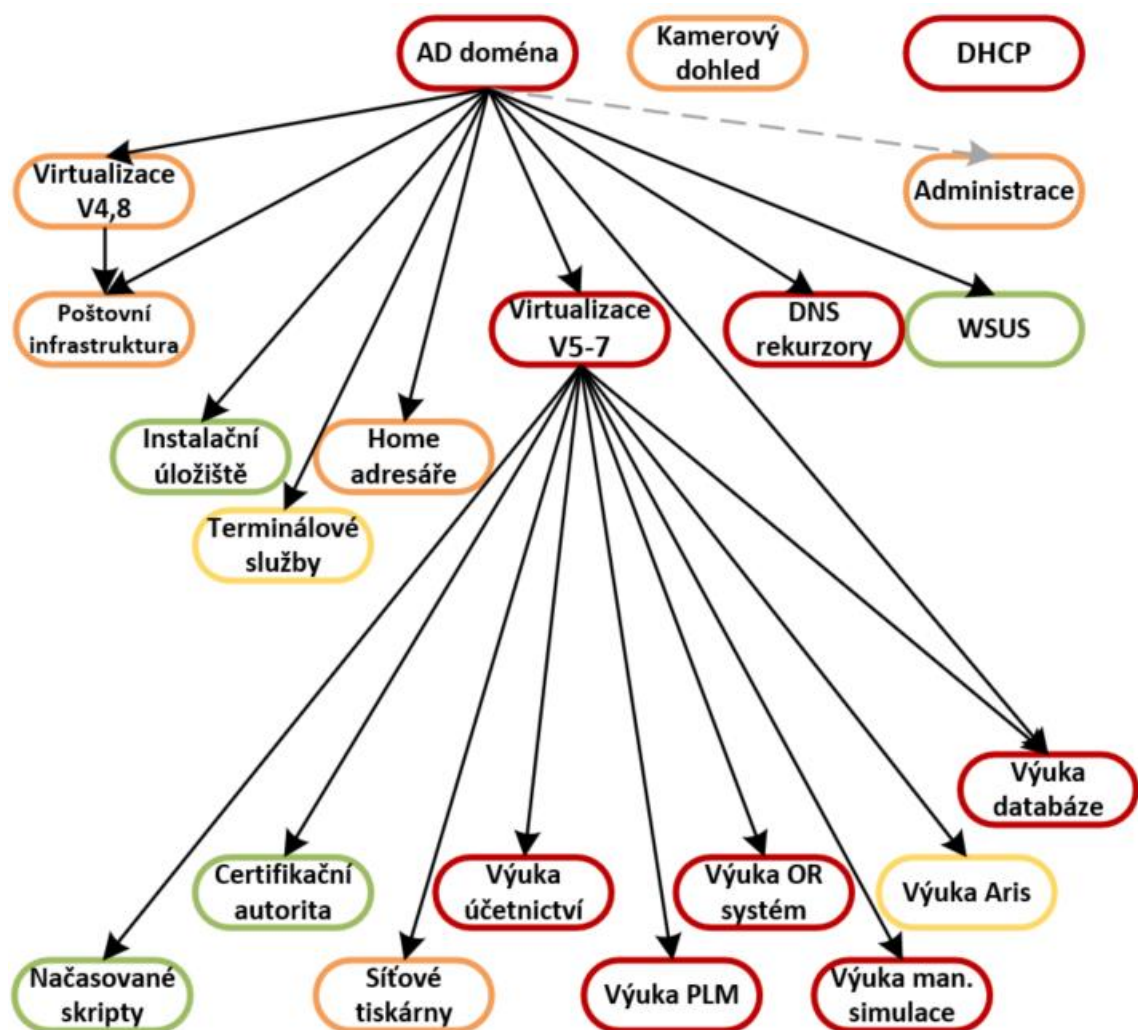 AD doména
Kamerový
dohled
DHCP
Virtualizace
V4,8
Administrace
Poštovní
infrastruktura
Virtualizace
V5-7
DNS
rekurzory
WSUS
Instalační
úložiště
Home
adresáře
Terminálové
služby
Výuka
databáze
Certifikační
autorita
Výuka
účetnictví
Výuka OR
systém
Výuka Aris
Načasované
skripty
Síťové
tiskárny
Výuka PLM
Výuka man.
simulace